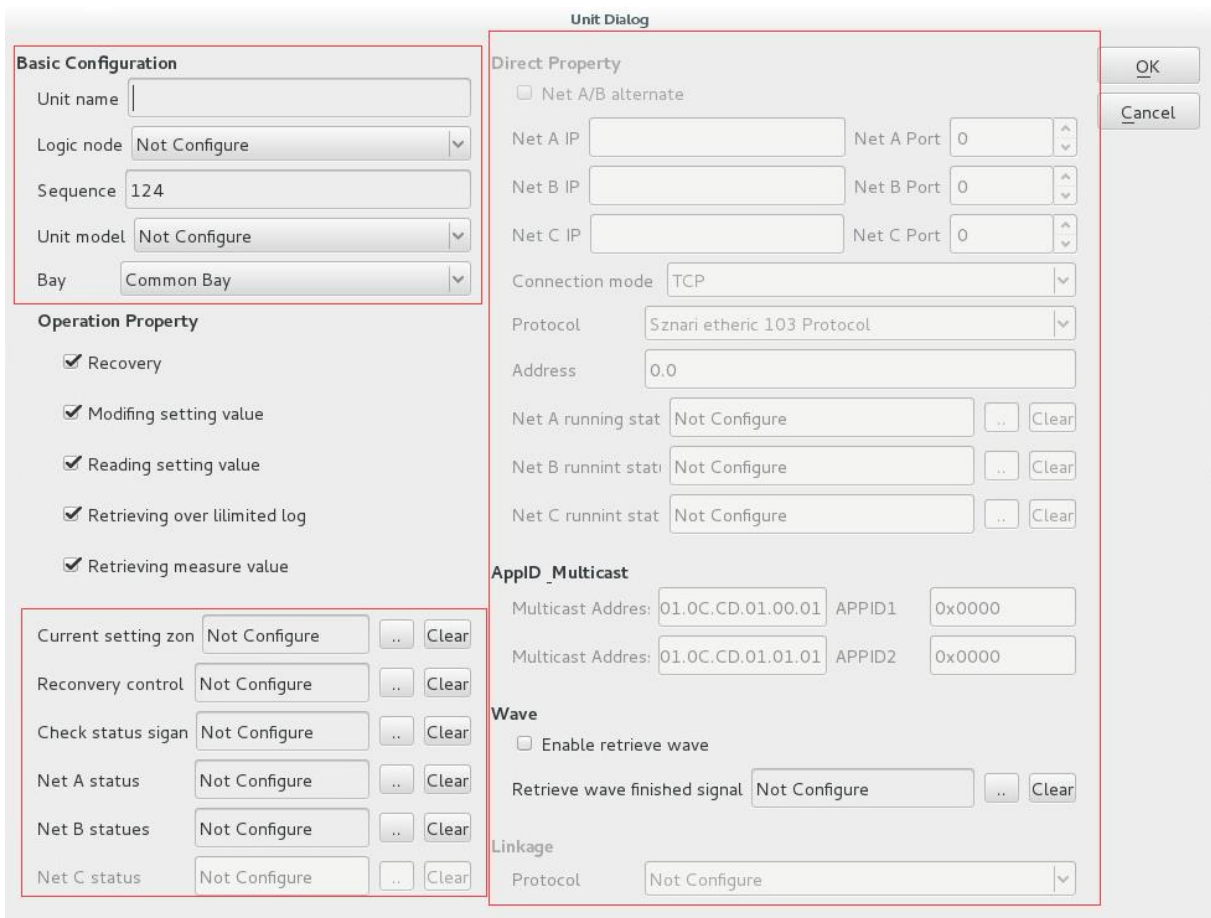 Unit Dialog
Basic Configuration
Unit name
Logic node Not Configure
Sequence 124
Unit model Not Configure
Bay Common Bay
Operation Property
Recovery
Modifing setting value
Reading setting value
Retrieving over lilimited log
Retrieving measure value
Current setting zon Not Configure .. Clear
Reconvery control Not Configure .. Clear
Check status sigan Not Configure .. Clear
Net A status Not Configure .. Clear
Net B statues Not Configure .. Clear
Net C status Not Configure .. Clear
Direct Property
Net A/B alternate
Net A IP Net A Port 0
Net B IP Net B Port 0
Net C IP Net C Port 0
Connection mode TCP
Protocol Sznari etheric 103 Protocol
Address 0.0
Net A running stat Not Configure .. Clear
Net B runnint stat Not Configure .. Clear
Net C runnint stat Not Configure .. Clear
AppID_Multicast
Multicast Addres: 01.0C.CD.01.00.01 APPID1 0x0000
Multicast Addres: 01.0C.CD.01.01.01 APPID2 0x0000
Wave
Enable retrieve wave
Retrieve wave finished signal Not Configure .. Clear
Linkage
Protocol Not Configure
OK
Cancel